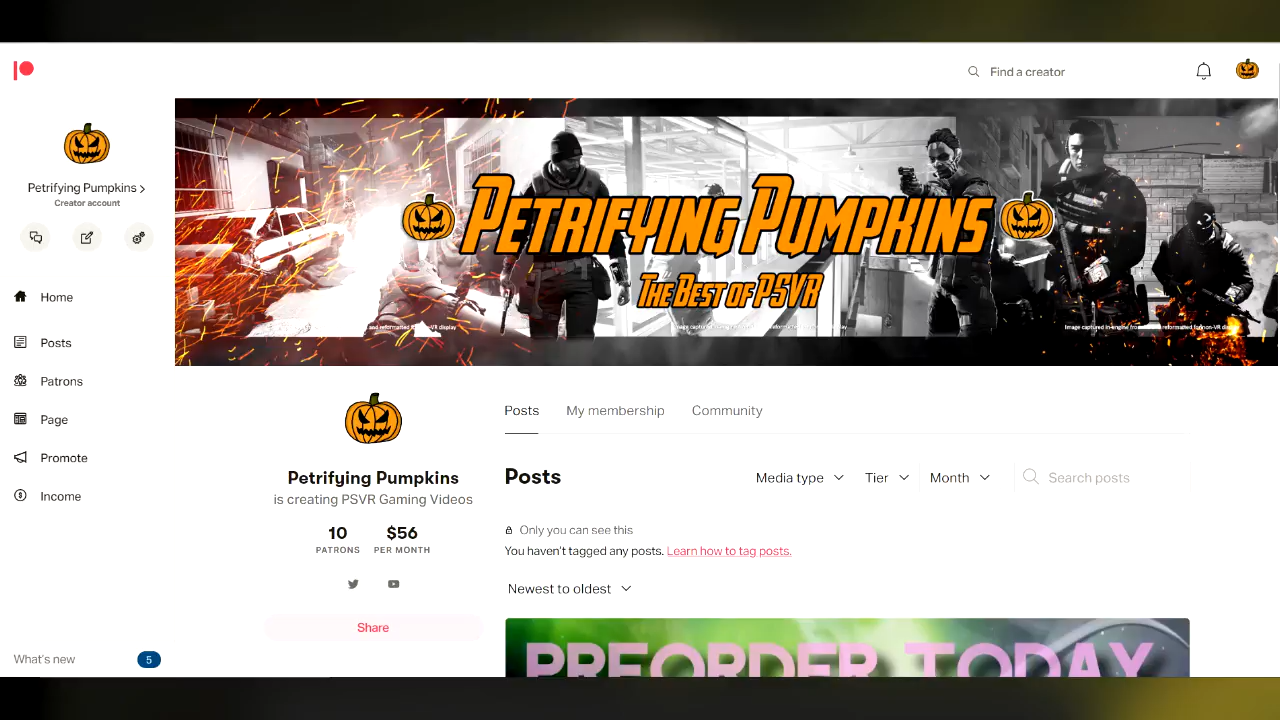 Find a creator
Petrifying Pumpkins
Creator account
Home
Posts
Patrons
Page
Promote
Income
What's new
5
PETRIFYING PUMPKINS
THE BEST OF PSVR
Petrifying Pumpkins
is creating PSVR Gaming Videos
10
PATRONS
$56
PER MONTH
Share
Posts My membership Community
Posts
Media type Tier Month Search posts
Only you can see this
You haven't tagged any posts. Learn how to tag posts.
Newest to oldest
PREORDER TODAY